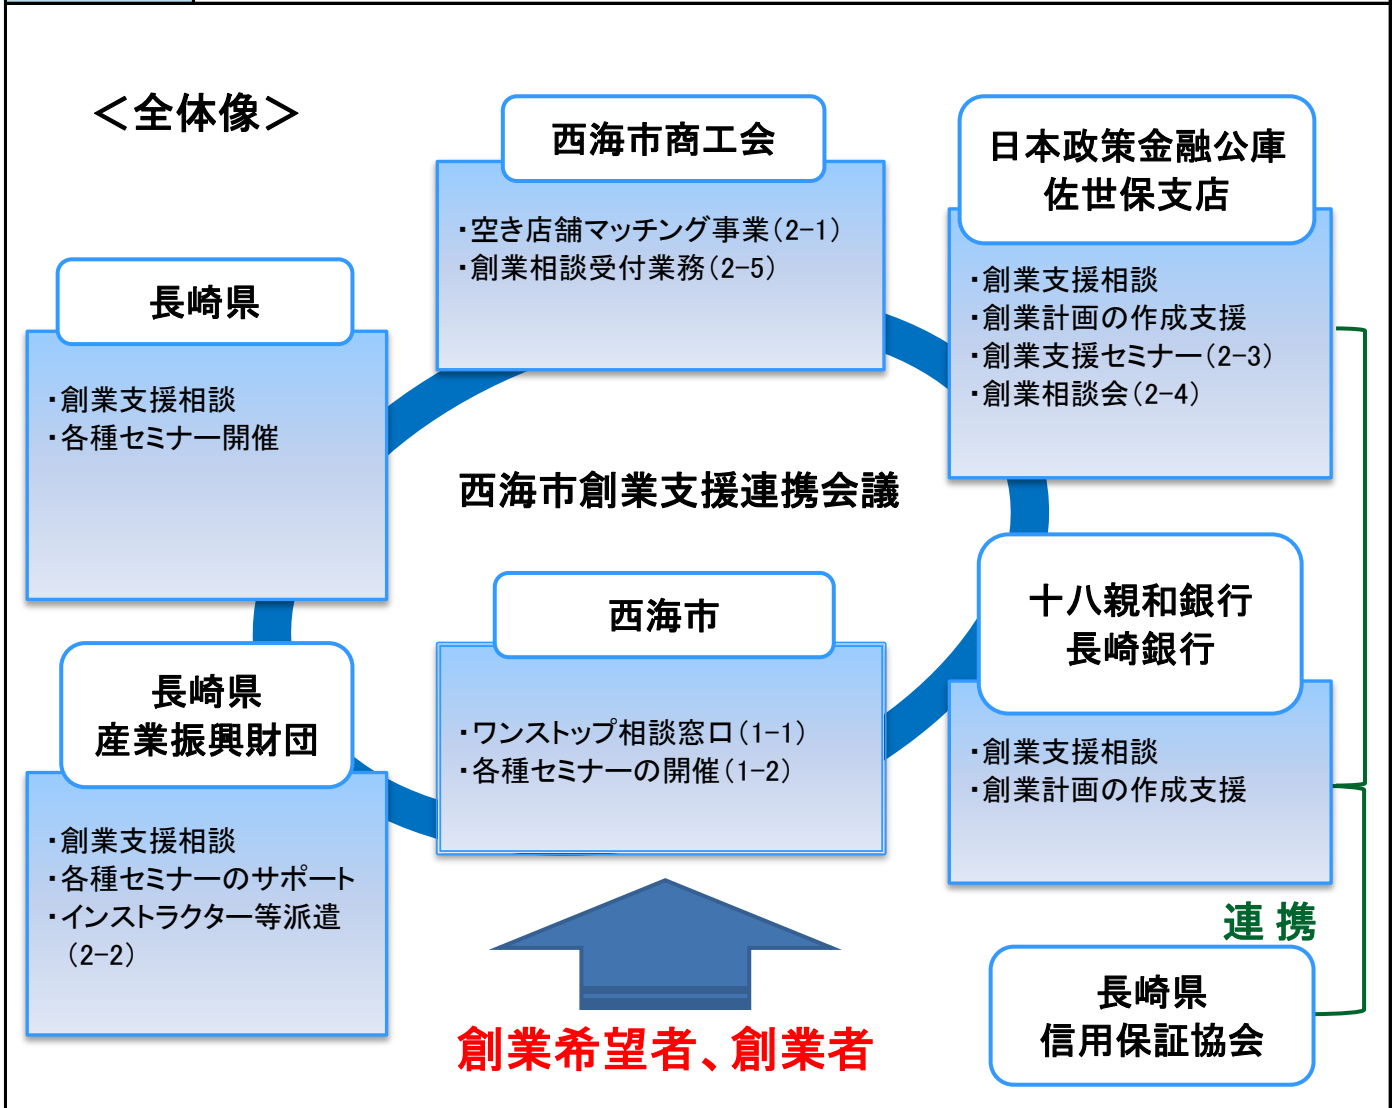 ＜全体像＞
西海市商工会
・空き店舗マッチング事業（2-1）
・創業相談受付業務（2-5）
日本政策金融公庫
佐世保支店
・創業支援相談
・創業計画の作成支援
・創業支援セミナー（2-3）
・創業相談会（2-4）
長崎県
・創業支援相談
・各種セミナー開催
西海市創業支援連携会議
西海市
・ワンストップ相談窓口（1-1）
・各種セミナーの開催（1-2）
十八親和銀行
長崎銀行
・創業支援相談
・創業計画の作成支援
長崎県
産業振興財団
・創業支援相談
・各種セミナーのサポート
・インストラクター等派遣
（2-2）
連 携
長崎県
信用保証協会
創業希望者、創業者